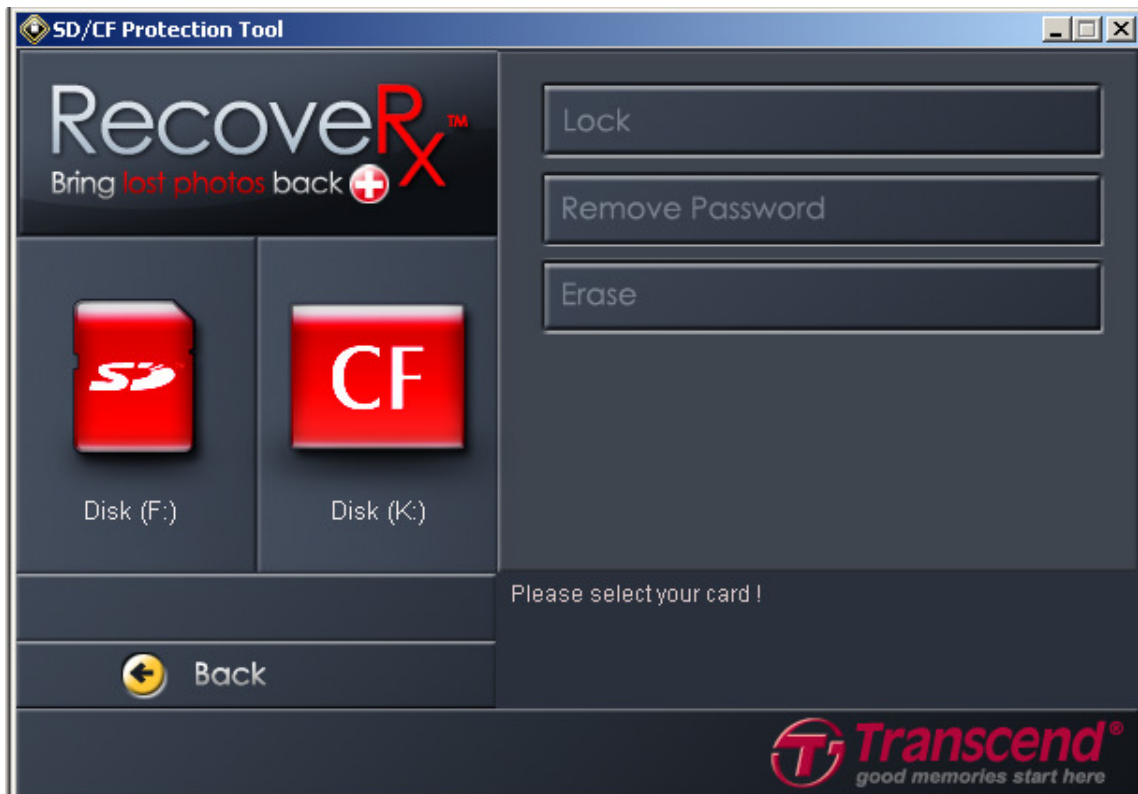 SD/CF Protection Tool
RecoveRx™
Bring lost photos back
Lock
Remove Password
Erase
SD
CF
Disk (F:)
Disk (K:)
Please select your card !
Back
Transcend®
good memories start here